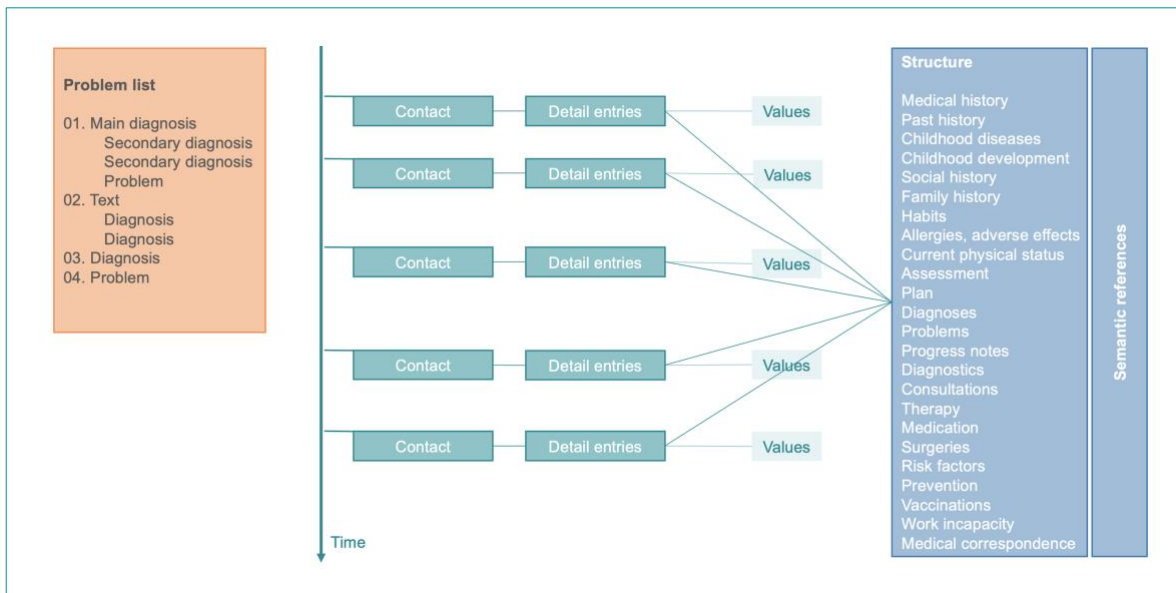 Problem list
01. Main diagnosis
Secondary diagnosis
Secondary diagnosis
Problem
02. Text
Diagnosis
Diagnosis
03. Diagnosis
04. Problem
Contact
Detail entries
Values
Contact
Detail entries
Values
Contact
Detail entries
Values
Contact
Detail entries
Values
Contact
Detail entries
Values
Time
Structure
Medical history
Past history
Childhood diseases
Childhood development
Social history
Family history
Habits
Allergies, adverse effects
Current physical status
Assessment
Plan
Diagnoses
Problems
Progress notes
Diagnostics
Consultations
Therapy
Medication
Surgeries
Risk factors
Prevention
Vaccinations
Work incapacity
Medical correspondence
Semantic references